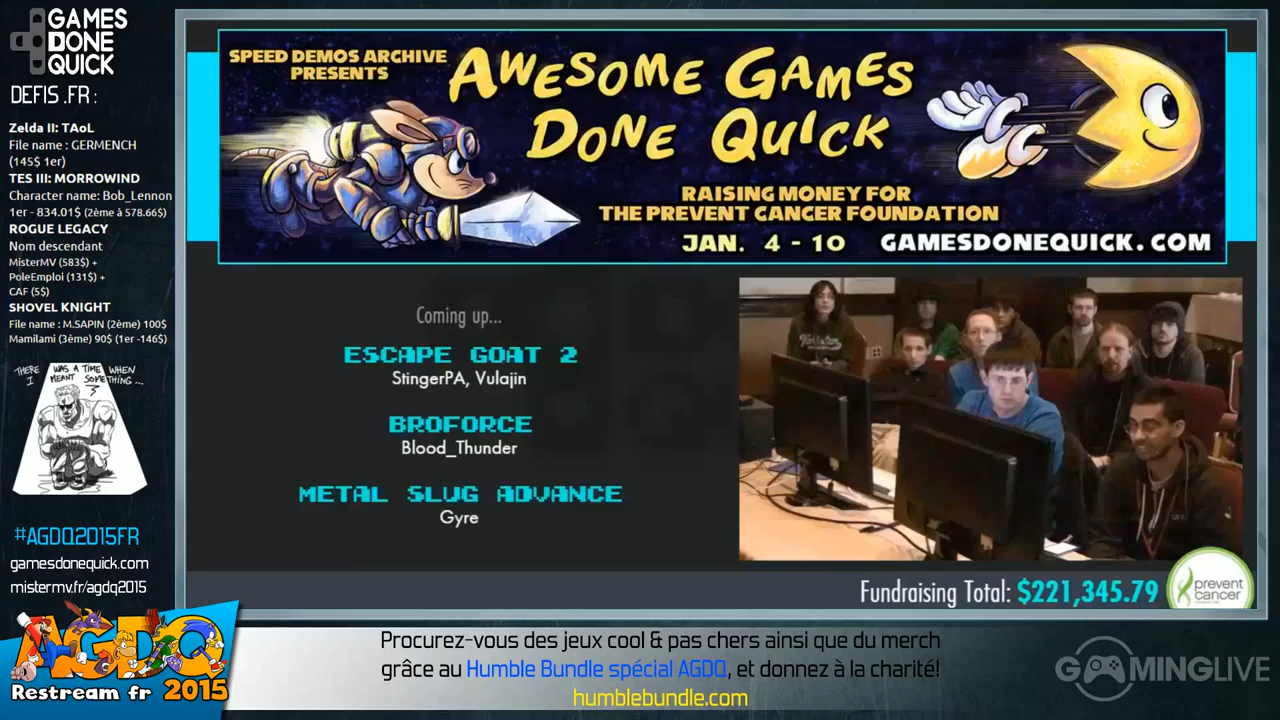 GAMES
DONE
QUICK
DEFIS .FR :
Zelda II: TAoL
File name : GERMENCH
(145$ 1er)
TES III: MORROWIND
Character name: Bob_Lennon
1er - 834.01$ (2ème à 578.66$)
ROGUE LEGACY
Nom descendant
MisterMV (583$) +
PoleEmploi (131$) +
CAF (5$)
SHOVEL KNIGHT
File name : M.SAPIN (2ème) 100$
Mamilami (3ème) 90$ (1er -146$)
THERE WAS A TIME WHEN
I MEANT SOMETHING...
#AGDQ2015FR
gamesdonequick.com
mistermv.fr/agdq2015
AGDQ
Restream fr 2015
SPEED DEMOS ARCHIVE
PRESENTS
AWESOME GAMES
DONE QUICK
RAISING MONEY FOR
THE PREVENT CANCER FOUNDATION
JAN. 4 - 10 GAMESDONEQUICK.COM
Coming up...
ESCAPE GOAT 2
StingerPA, Vulajin
BROFORCE
Blood_Thunder
METAL SLUG ADVANCE
Gyre
Fundraising Total: $221,345.79
prevent
cancer
Procurez-vous des jeux cool & pas chers ainsi que du merch
grâce au Humble Bundle spécial AGDQ, et donnez à la charité!
humblebundle.com
GAMINGLIVE